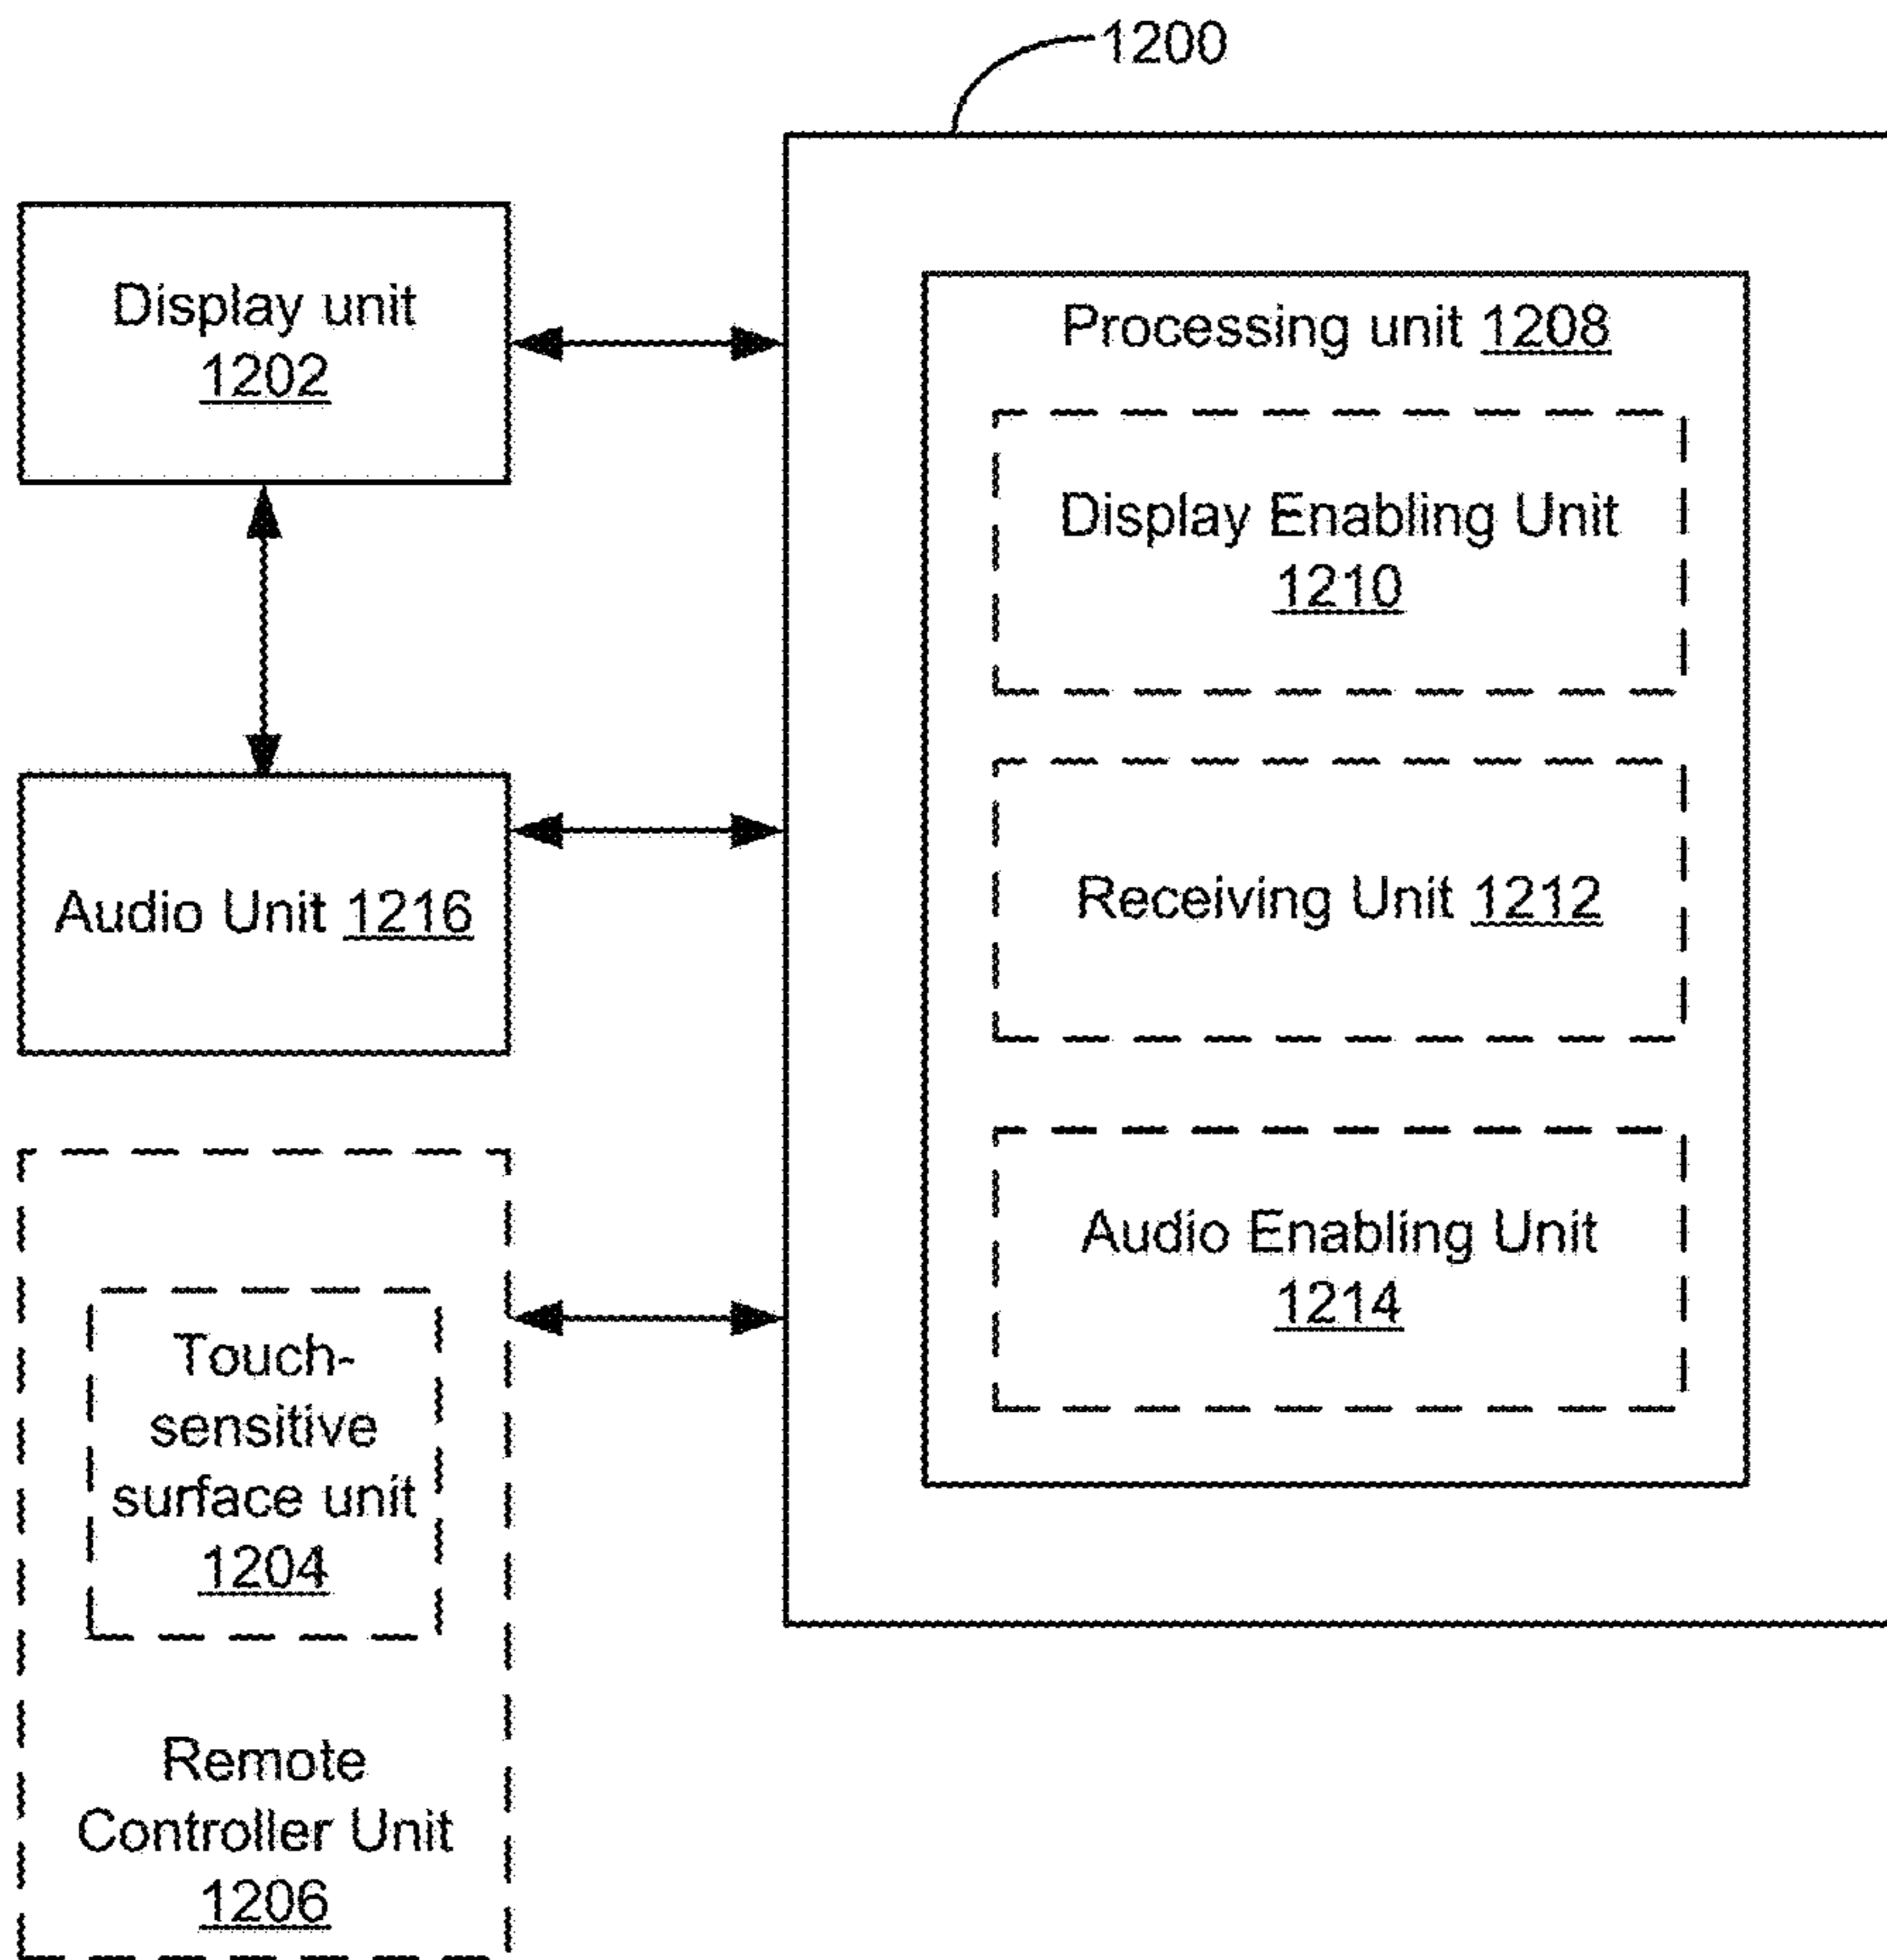 1200
Display unit
1202
Processing unit 1208
Display Enabling Unit
1210
Audio Unit 1216
Receiving Unit 1212
Audio Enabling Unit
1214
Touch-
sensitive
surface unit
1204
Remote
Controller Unit
1206